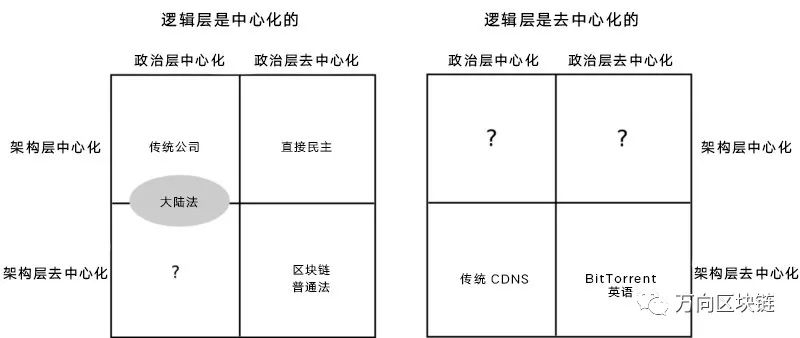 逻辑层是中心化的
逻辑层是去中心化的
政治层中心化 政治层去中心化
政治层中心化 政治层去中心化
架构层中心化
传统公司
直接民主
?
?
架构层中心化
大陆法
架构层去中心化
?
区块链
普通法
传统 CDNS
BitTorrent
英语
架构层去中心化
万向区块链